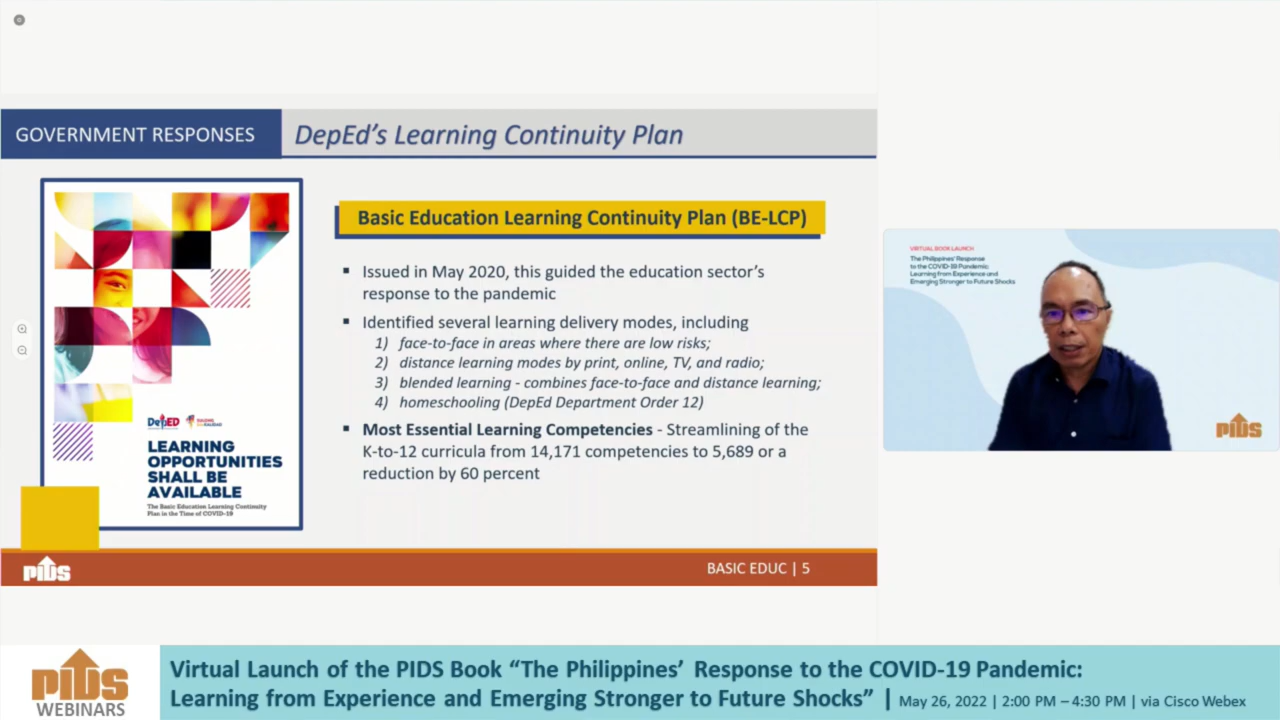 GOVERNMENT RESPONSES
DepEd's Learning Continuity Plan
DepED
LEARNING
OPPORTUNITIES
SHALL BE
AVAILABLE
The Basic Education Learning Continuity
Plan in the Time of COVID-19
Basic Education Learning Continuity Plan (BE-LCP)
▪ Issued in May 2020, this guided the education sector's
response to the pandemic
▪ Identified several learning delivery modes, including
1) face-to-face in areas where there are low risks;
2) distance learning modes by print, online, TV, and radio;
3) blended learning - combines face-to-face and distance learning;
4) homeschooling (DepEd Department Order 12)
▪ Most Essential Learning Competencies - Streamlining of the
K-to-12 curricula from 14,171 competencies to 5,689 or a
reduction by 60 percent
PIDS
BASIC EDUC | 5
VIRTUAL BOOK LAUNCH
The Philippines' Response
to the COVID-19 Pandemic:
Learning from Experience and
Emerging Stronger to Future Shocks
PIDS
PIDS
WEBINARS
Virtual Launch of the PIDS Book “The Philippines’ Response to the COVID-19 Pandemic:
Learning from Experience and Emerging Stronger to Future Shocks” | May 26, 2022 | 2:00 PM – 4:30 PM | via Cisco Webex